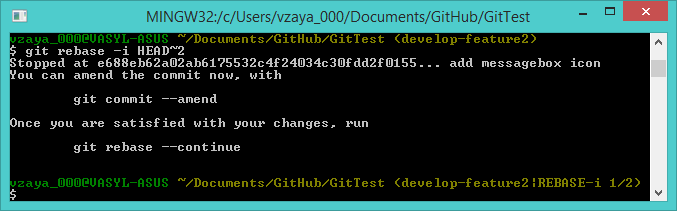 MINGW32:/c/Users/vzaya_000/Documents/GitHub/GitTest
vzaya_000@VASYL-ASUS ~/Documents/GitHub/GitTest (develop-feature2)
$ git rebase -i HEAD~2
Stopped at e688eb62a02ab6175532c4f24034c30fdd2f0155... add messagebox icon
You can amend the commit now, with
git commit --amend
Once you are satisfied with your changes, run
git rebase --continue
vzaya_000@VASYL-ASUS ~/Documents/GitHub/GitTest (develop-feature2|REBASE-i 1/2)
$